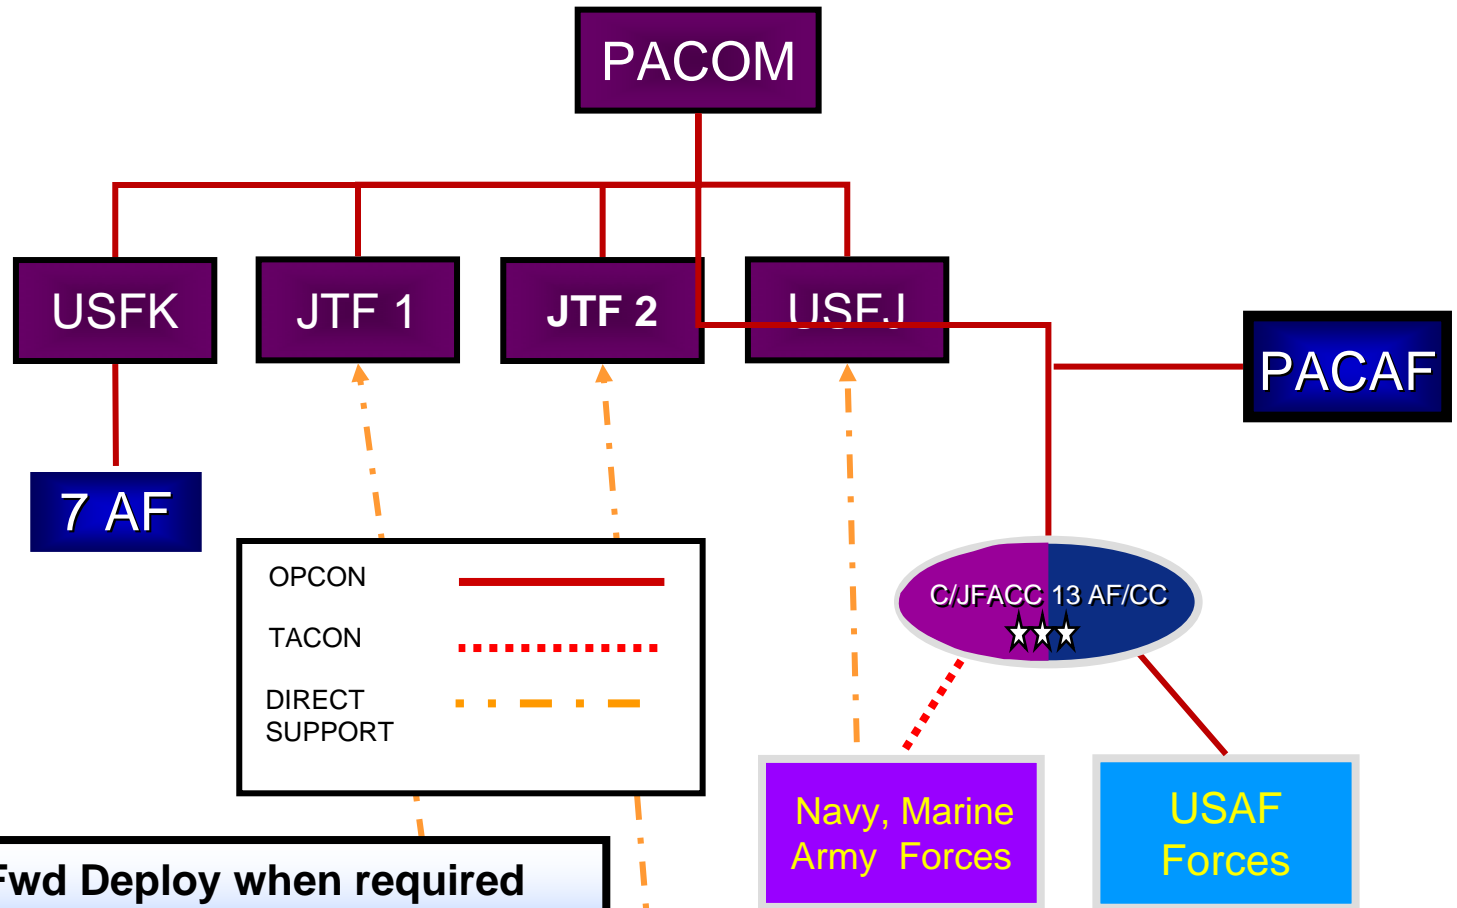 PACOM
USFK
JTF 1
JTF 2
USFJ
PACAF
7 AF
OPCON
TACON
DIRECT
SUPPORT
C/JFACC 13 AF/CC
Navy, Marine
Army Forces
USAF
Forces
Fwd Deploy when required